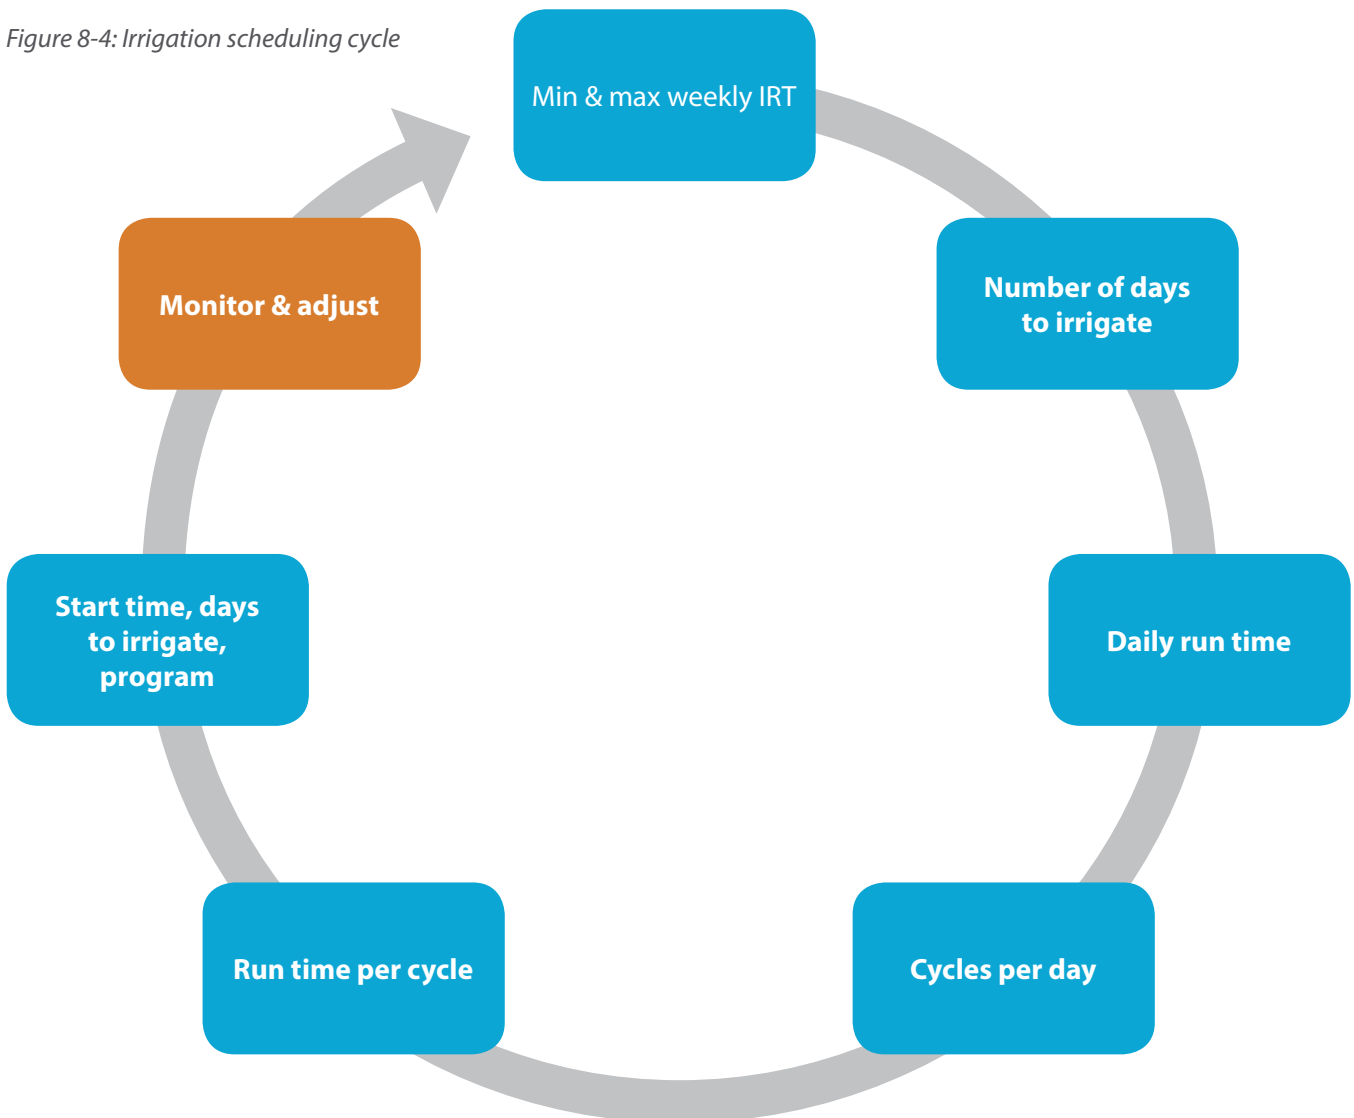 Figure 8-4: Irrigation scheduling cycle
Min & max weekly IRT
Number of days
to irrigate
Daily run time
Cycles per day
Run time per cycle
Start time, days
to irrigate,
program
Monitor & adjust